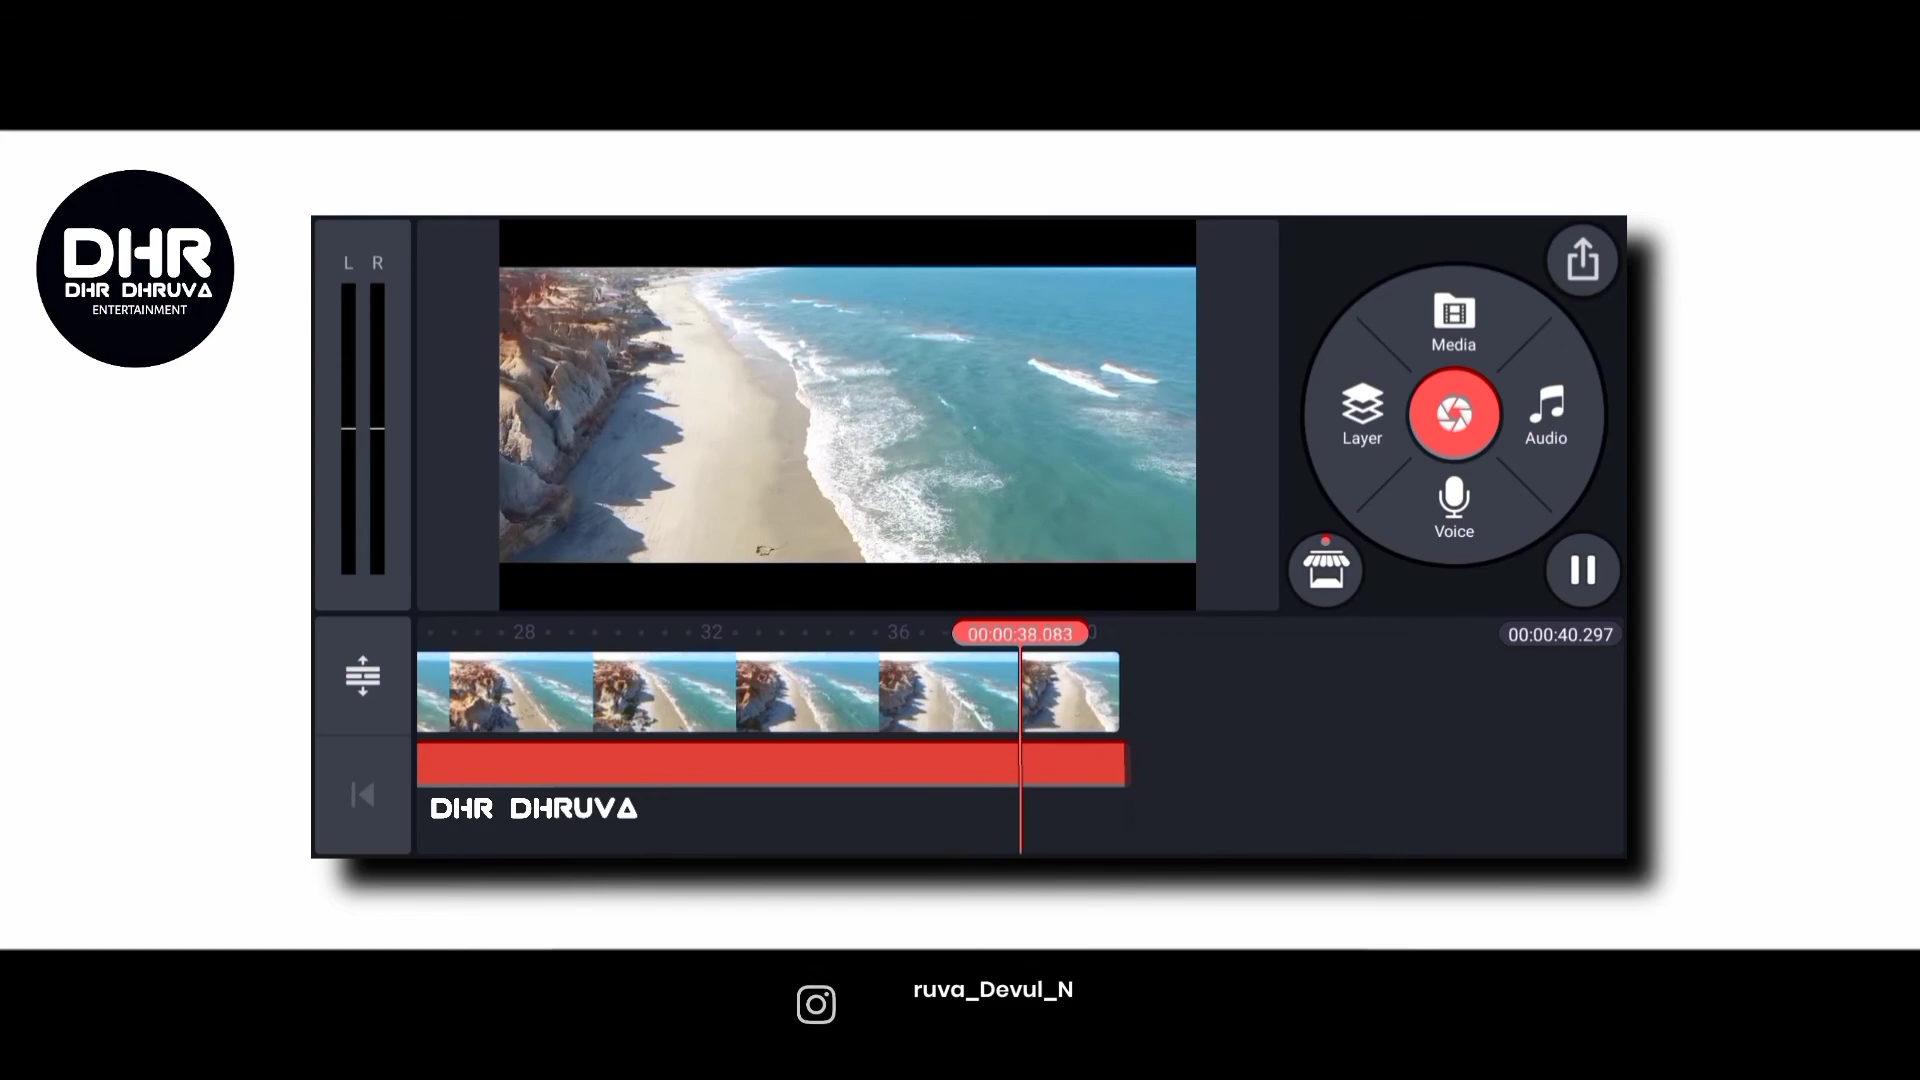 DHR
DHR DHRUVA
ENTERTAINMENT
L R
Media
Layer
Audio
Voice
28
32
36
00:00:38.083
00:00:40.297
DHR DHRUVA
ruva_Devul_N